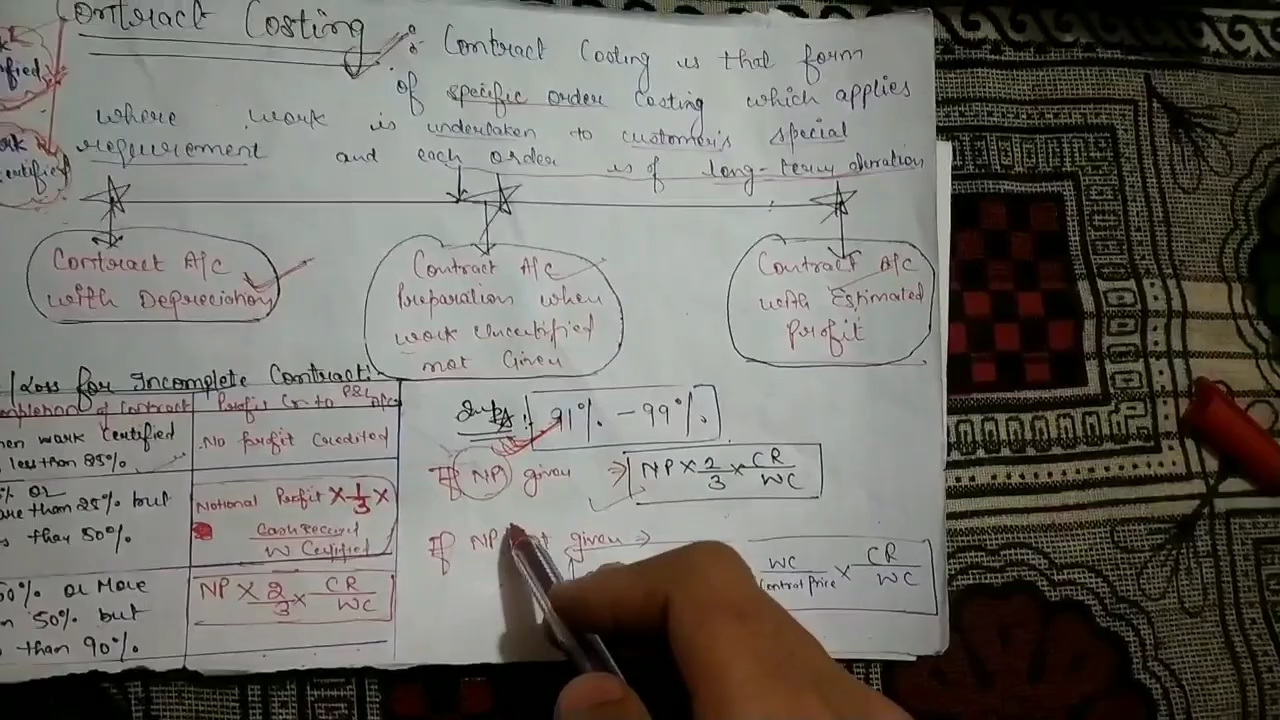 Contract Costing : Contract Costing is that form
of specific order Costing which applies
where work is undertaken to customer's special
requirement and each order is of long-term duration
Contract A/C
with Depreciation
Contract A/C
Preparation when
work Uncertified
not Given
Contract A/C
with Estimated
Profit
Loss for Incomplete Contract:
Completion of Contract
Profit Cr. to P&L A/c
when work Certified
less than 25%
No Profit Credited
% or
more than 25% but
than 50%
Notional Profit × 1/3 ×
Cash Received
W Certified
50% or More
50% but
than 90%
NP × 2/3 × CR/WC
91% - 99%
If NP given → NP × 2/3 × CR/WC
If NP given →
WC/Contract Price × CR/WC